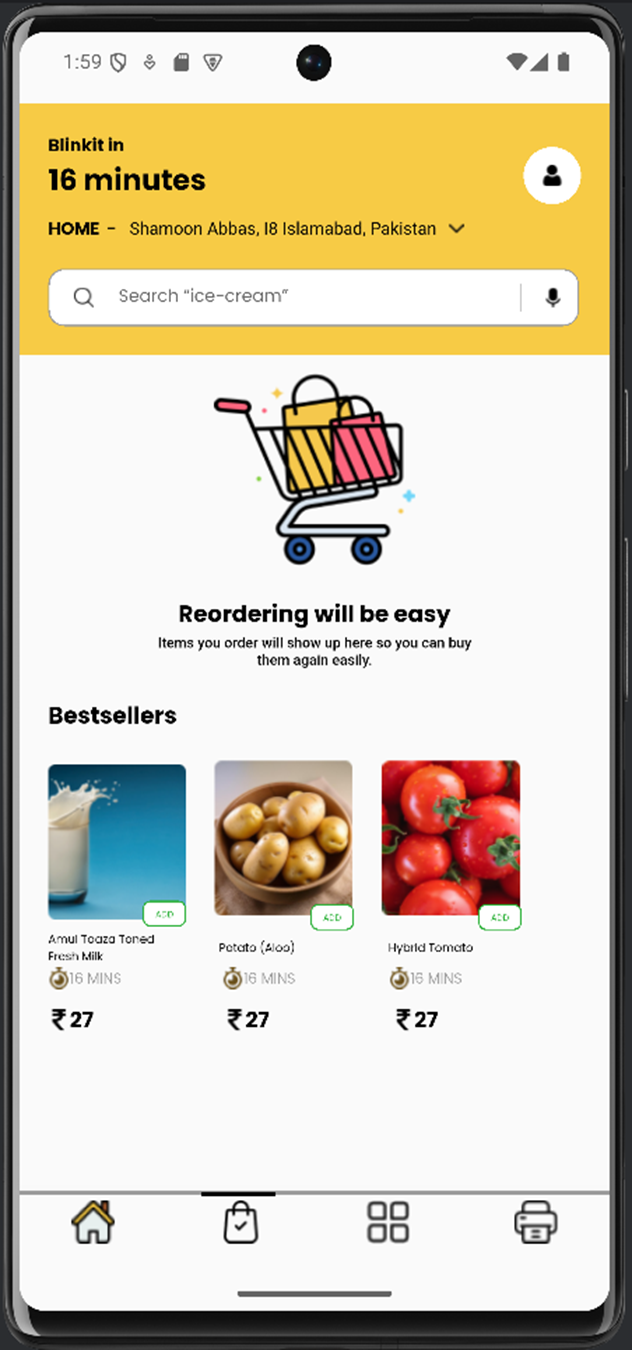 1:59
Blinkit in
16 minutes
HOME - Shamoon Abbas, I8 Islamabad, Pakistan
Search “ice-cream”
Reordering will be easy
Items you order will show up here so you can buy
them again easily.
Bestsellers
ADD ADD ADD
Amul Taaza Toned
Fresh Milk
Potato (Aloo)
Hybrid Tomato
16 MINS 16 MINS 16 MINS
₹ 27 ₹ 27 ₹ 27